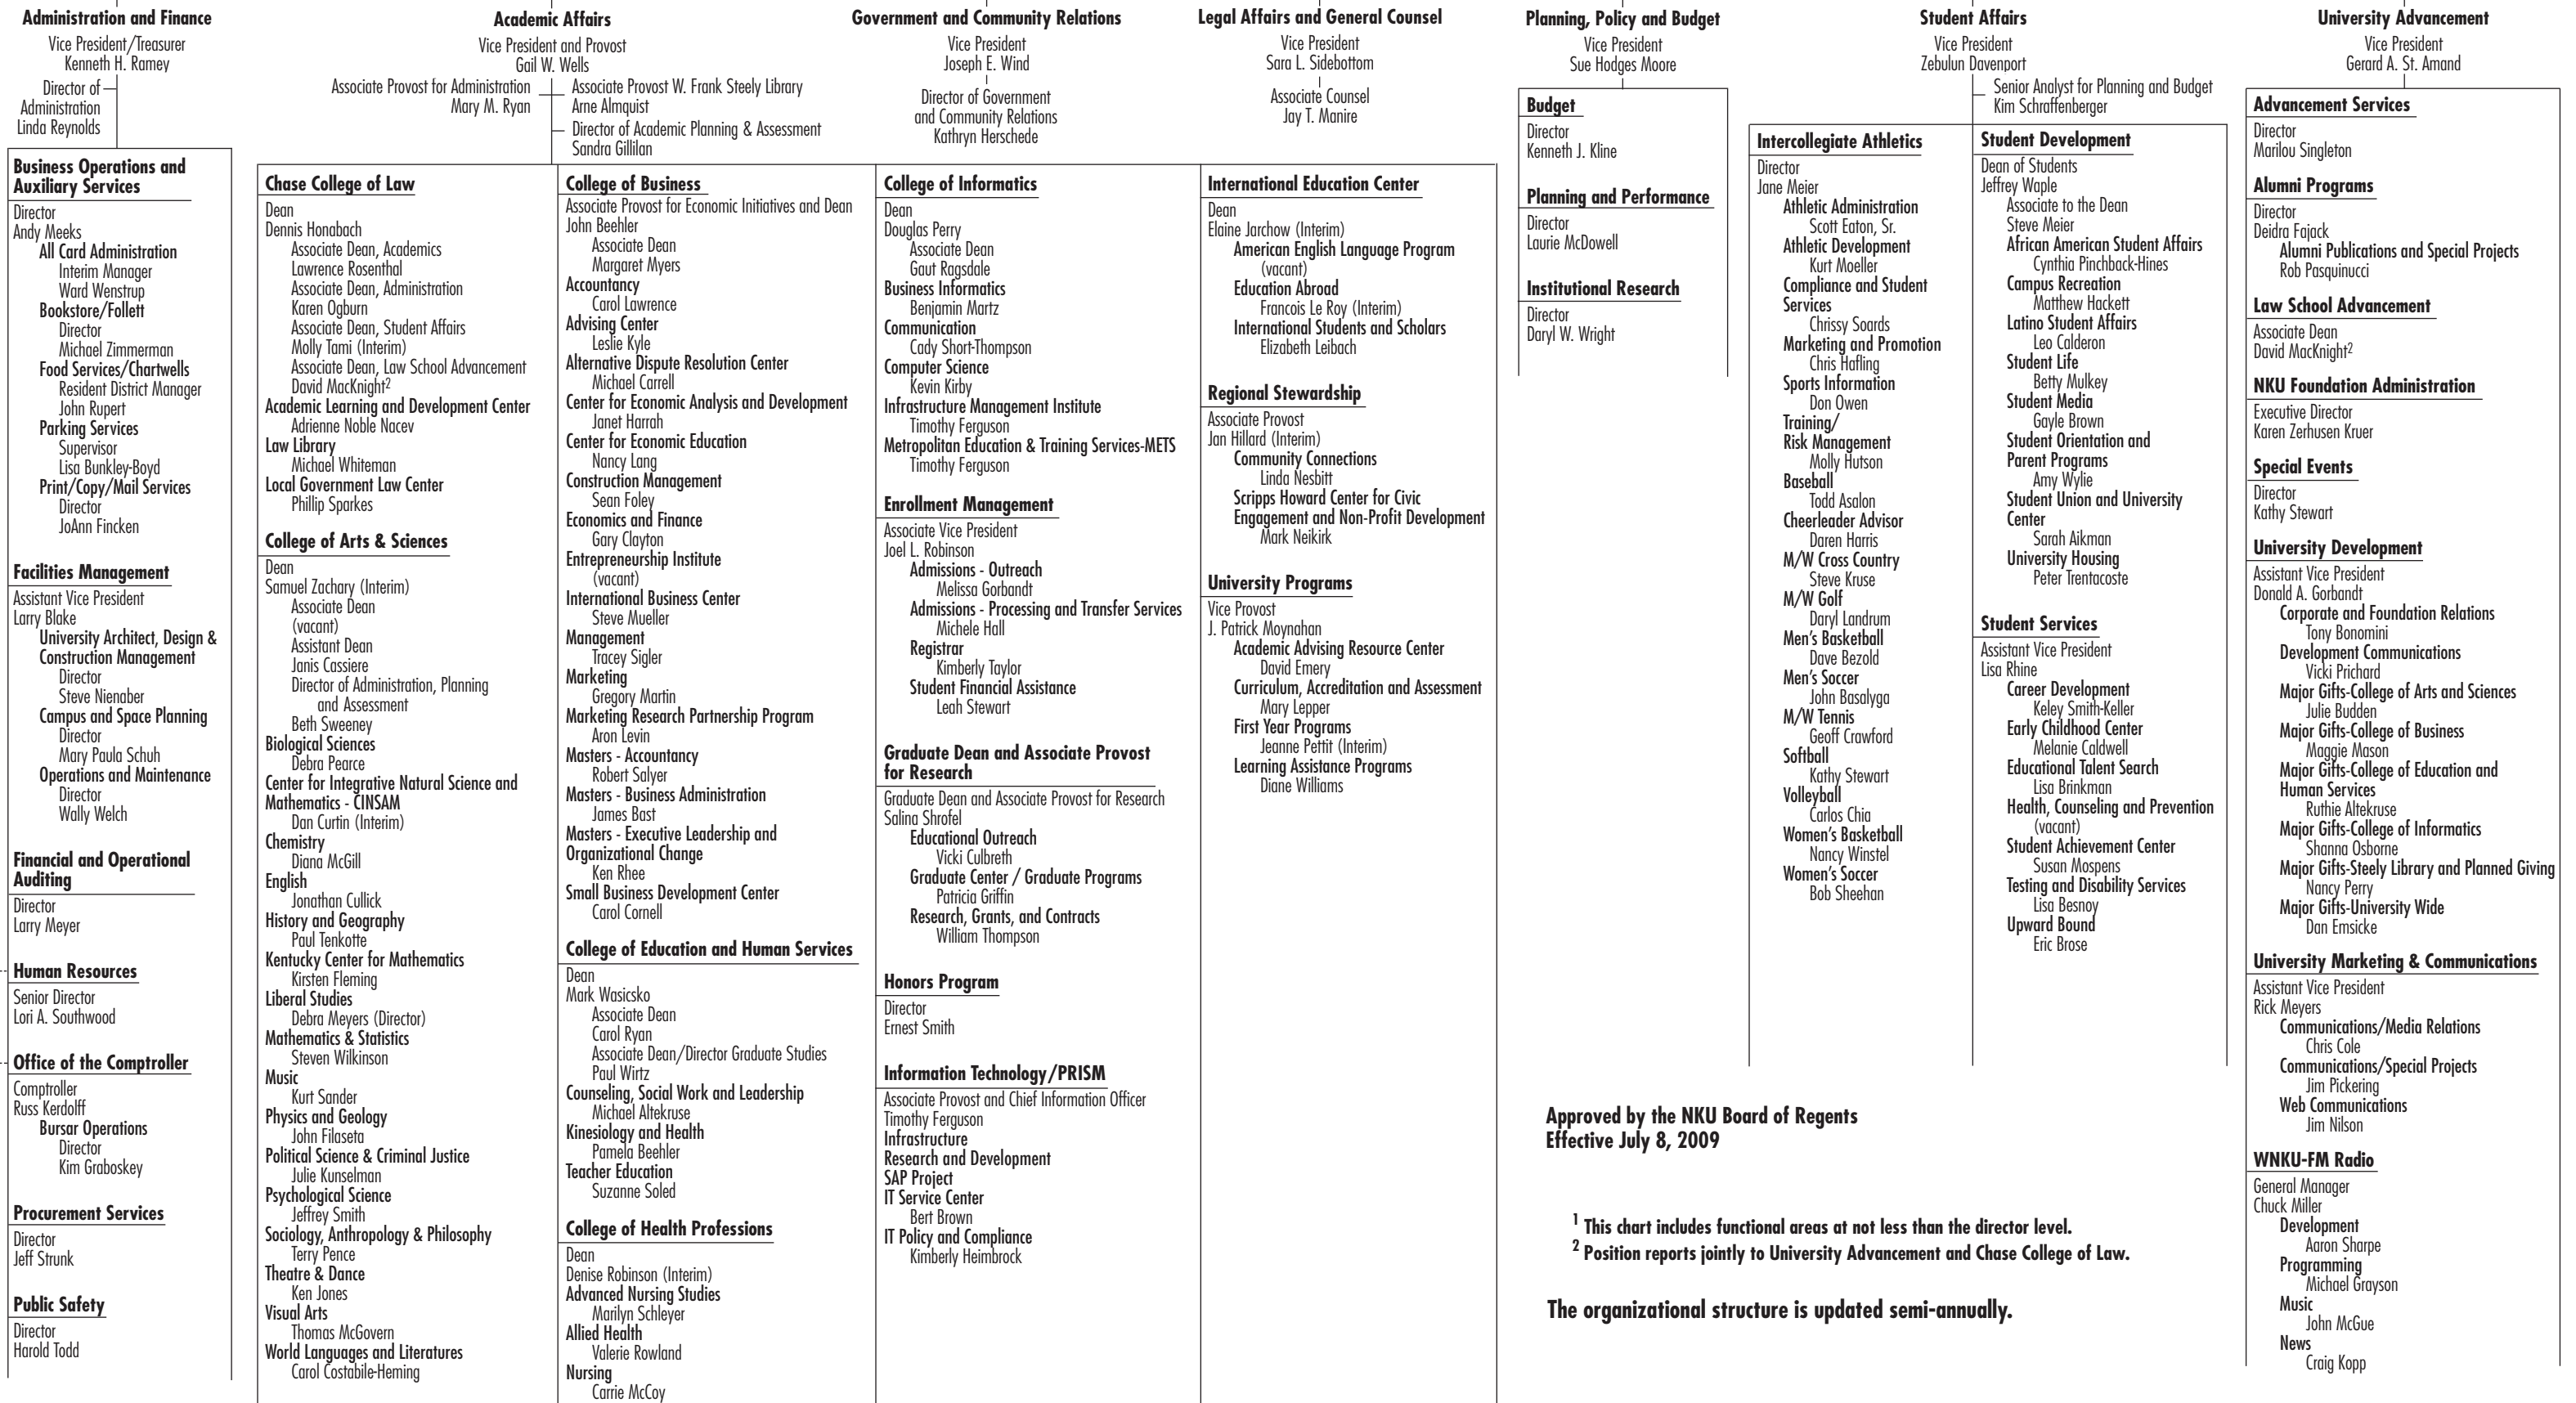 Administration and Finance
Vice President/Treasurer
Kenneth H. Ramey
Director of
Administration
Linda Reynolds
Business Operations and
Auxiliary Services
Director
Andy Meeks
All Card Administration
Interim Manager
Ward Wenstrup
Bookstore/Follett
Director
Michael Zimmerman
Food Services/Chartwells
Resident District Manager
John Rupert
Parking Services
Supervisor
Lisa Bunkley-Boyd
Print/Copy/Mail Services
Director
JoAnn Fincken
Facilities Management
Assistant Vice President
Larry Blake
University Architect, Design &
Construction Management
Director
Steve Nienaber
Campus and Space Planning
Director
Mary Paula Schuh
Operations and Maintenance
Director
Wally Welch
Financial and Operational
Auditing
Director
Larry Meyer
Human Resources
Senior Director
Lori A. Southwood
Office of the Comptroller
Comptroller
Russ Kerdolff
Bursar Operations
Director
Kim Graboskey
Procurement Services
Director
Jeff Strunk
Public Safety
Director
Harold Todd
Academic Affairs
Vice President and Provost
Gail W. Wells
Associate Provost for Administration
Mary M. Ryan
Associate Provost W. Frank Steely Library
Arne Almquist
Director of Academic Planning & Assessment
Sandra Gillilan
Chase College of Law
Dean
Dennis Honabach
Associate Dean, Academics
Lawrence Rosenthal
Associate Dean, Administration
Karen Ogburn
Associate Dean, Student Affairs
Molly Tami (Interim)
Associate Dean, Law School Advancement
David MacKnight2
Academic Learning and Development Center
Adrienne Noble Nacev
Law Library
Michael Whiteman
Local Government Law Center
Phillip Sparkes
College of Arts & Sciences
Dean
Samuel Zachary (Interim)
Associate Dean
(vacant)
Assistant Dean
Janis Cassiere
Director of Administration, Planning
and Assessment
Beth Sweeney
Biological Sciences
Debra Pearce
Center for Integrative Natural Science and
Mathematics - CINSAM
Dan Curtin (Interim)
Chemistry
Diana McGill
English
Jonathan Cullick
History and Geography
Paul Tenkotte
Kentucky Center for Mathematics
Kirsten Fleming
Liberal Studies
Debra Meyers (Director)
Mathematics & Statistics
Steven Wilkinson
Music
Kurt Sander
Physics and Geology
John Filaseta
Political Science & Criminal Justice
Julie Kunselman
Psychological Science
Jeffrey Smith
Sociology, Anthropology & Philosophy
Terry Pence
Theatre & Dance
Ken Jones
Visual Arts
Thomas McGovern
World Languages and Literatures
Carol Costabile-Heming
College of Business
Associate Provost for Economic Initiatives and Dean
John Beehler
Associate Dean
Margaret Myers
Accountancy
Carol Lawrence
Advising Center
Leslie Kyle
Alternative Dispute Resolution Center
Michael Carrell
Center for Economic Analysis and Development
Janet Harrah
Center for Economic Education
Nancy Lang
Construction Management
Sean Foley
Economics and Finance
Gary Clayton
Entrepreneurship Institute
(vacant)
International Business Center
Steve Mueller
Management
Tracey Sigler
Marketing
Gregory Martin
Marketing Research Partnership Program
Aron Levin
Masters - Accountancy
Robert Salyer
Masters - Business Administration
James Bast
Masters - Executive Leadership and
Organizational Change
Ken Rhee
Small Business Development Center
Carol Cornell
College of Education and Human Services
Dean
Mark Wasicsko
Associate Dean
Carol Ryan
Associate Dean/Director Graduate Studies
Paul Wirtz
Counseling, Social Work and Leadership
Michael Altekruse
Kinesiology and Health
Pamela Beehler
Teacher Education
Suzanne Soled
College of Health Professions
Dean
Denise Robinson (Interim)
Advanced Nursing Studies
Marilyn Schleyer
Allied Health
Valerie Rowland
Nursing
Carrie McCoy
Government and Community Relations
Vice President
Joseph E. Wind
Director of Government
and Community Relations
Kathryn Herschede
College of Informatics
Dean
Douglas Perry
Associate Dean
Gaut Ragsdale
Business Informatics
Benjamin Martz
Communication
Cady Short-Thompson
Computer Science
Kevin Kirby
Infrastructure Management Institute
Timothy Ferguson
Metropolitan Education & Training Services-METS
Timothy Ferguson
Enrollment Management
Associate Vice President
Joel L. Robinson
Admissions - Outreach
Melissa Gorbandt
Admissions - Processing and Transfer Services
Michele Hall
Registrar
Kimberly Taylor
Student Financial Assistance
Leah Stewart
Graduate Dean and Associate Provost
for Research
Graduate Dean and Associate Provost for Research
Salina Shrofel
Educational Outreach
Vicki Culbreth
Graduate Center / Graduate Programs
Patricia Griffin
Research, Grants, and Contracts
William Thompson
Honors Program
Director
Ernest Smith
Information Technology/PRISM
Associate Provost and Chief Information Officer
Timothy Ferguson
Infrastructure
Research and Development
SAP Project
IT Service Center
Bert Brown
IT Policy and Compliance
Kimberly Heimbrock
Legal Affairs and General Counsel
Vice President
Sara L. Sidebottom
Associate Counsel
Jay T. Manire
International Education Center
Dean
Elaine Jarchow (Interim)
American English Language Program
(vacant)
Education Abroad
Francois Le Roy (Interim)
International Students and Scholars
Elizabeth Leibach
Regional Stewardship
Associate Provost
Jan Hillard (Interim)
Community Connections
Linda Nesbitt
Scripps Howard Center for Civic
Engagement and Non-Profit Development
Mark Neikirk
University Programs
Vice Provost
J. Patrick Moynahan
Academic Advising Resource Center
David Emery
Curriculum, Accreditation and Assessment
Mary Lepper
First Year Programs
Jeanne Pettit (Interim)
Learning Assistance Programs
Diane Williams
Planning, Policy and Budget
Vice President
Sue Hodges Moore
Budget
Director
Kenneth J. Kline
Planning and Performance
Director
Laurie McDowell
Institutional Research
Director
Daryl W. Wright
Student Affairs
Vice President
Zebulun Davenport
Senior Analyst for Planning and Budget
Kim Schraffenberger
Intercollegiate Athletics
Director
Jane Meier
Athletic Administration
Scott Eaton, Sr.
Athletic Development
Kurt Moeller
Compliance and Student
Services
Chrissy Soards
Marketing and Promotion
Chris Hafling
Sports Information
Don Owen
Training/
Risk Management
Molly Hutson
Baseball
Todd Asalon
Cheerleader Advisor
Daren Harris
M/W Cross Country
Steve Kruse
M/W Golf
Daryl Landrum
Men's Basketball
Dave Bezold
Men's Soccer
John Basalyga
M/W Tennis
Geoff Crawford
Softball
Kathy Stewart
Volleyball
Carlos Chia
Women's Basketball
Nancy Winstel
Women's Soccer
Bob Sheehan
Student Development
Dean of Students
Jeffrey Waple
Associate to the Dean
Steve Meier
African American Student Affairs
Cynthia Pinchback-Hines
Campus Recreation
Matthew Hackett
Latino Student Affairs
Leo Calderon
Student Life
Betty Mulkey
Student Media
Gayle Brown
Student Orientation and
Parent Programs
Amy Wylie
Student Union and University
Center
Sarah Aikman
University Housing
Peter Trentacoste
Student Services
Assistant Vice President
Lisa Rhine
Career Development
Keley Smith-Keller
Early Childhood Center
Melanie Caldwell
Educational Talent Search
Lisa Brinkman
Health, Counseling and Prevention
(vacant)
Student Achievement Center
Susan Mospens
Testing and Disability Services
Lisa Besnoy
Upward Bound
Eric Brose
University Advancement
Vice President
Gerard A. St. Amand
Advancement Services
Director
Marilou Singleton
Alumni Programs
Director
Deidra Fajack
Alumni Publications and Special Projects
Rob Pasquinucci
Law School Advancement
Associate Dean
David MacKnight2
NKU Foundation Administration
Executive Director
Karen Zerhusen Kruer
Special Events
Director
Kathy Stewart
University Development
Assistant Vice President
Donald A. Gorbandt
Corporate and Foundation Relations
Tony Bonomini
Development Communications
Vicki Prichard
Major Gifts-College of Arts and Sciences
Julie Budden
Major Gifts-College of Business
Maggie Mason
Major Gifts-College of Education and
Human Services
Ruthie Altekruse
Major Gifts-College of Informatics
Shanna Osborne
Major Gifts-Steely Library and Planned Giving
Nancy Perry
Major Gifts-University Wide
Dan Emsicke
University Marketing & Communications
Assistant Vice President
Rick Meyers
Communications/Media Relations
Chris Cole
Communications/Special Projects
Jim Pickering
Web Communications
Jim Nilson
WNKU-FM Radio
General Manager
Chuck Miller
Development
Aaron Sharpe
Programming
Michael Grayson
Music
John McGue
News
Craig Kopp
Approved by the NKU Board of Regents
Effective July 8, 2009
1 This chart includes functional areas at not less than the director level.
2 Position reports jointly to University Advancement and Chase College of Law.
The organizational structure is updated semi-annually.